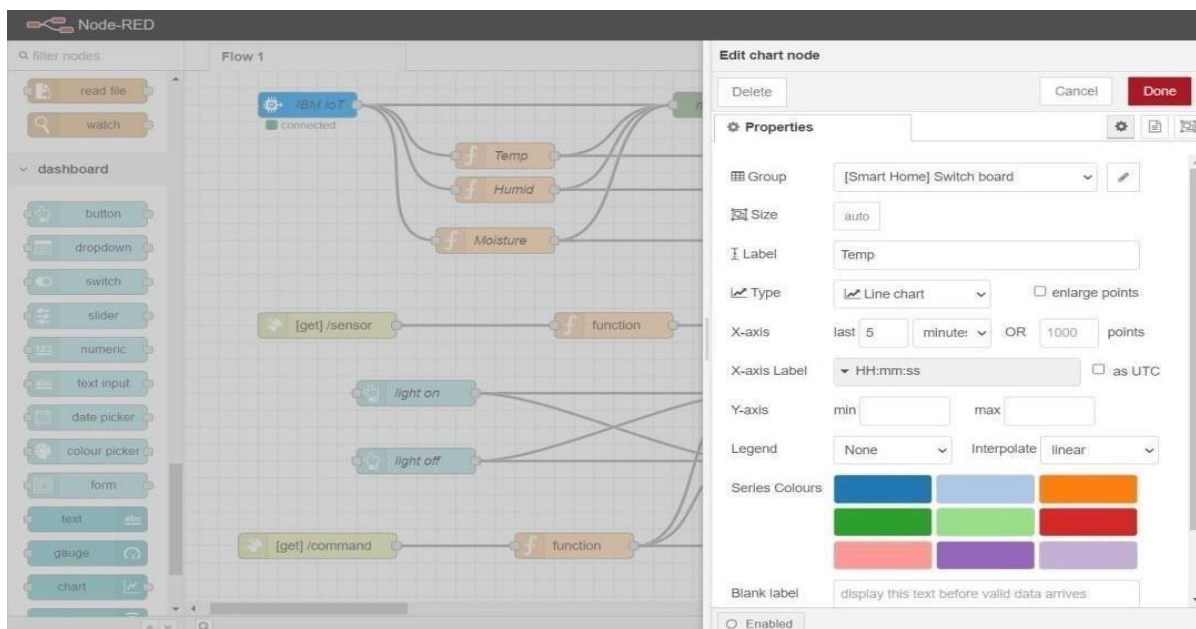 Node-RED
filter nodes
read file
watch
dashboard
button
dropdown
switch
slider
numeric
text input
date picker
colour picker
form
text
gauge
chart
Flow 1
IBM IoT
connected
Temp
Humid
Moisture
[get] /sensor
function
light on
light off
[get] /command
function
Edit chart node
Delete
Cancel
Done
Properties
Group
[Smart Home] Switch board
Size
auto
Label
Temp
Type
Line chart
enlarge points
X-axis
last 5 minutes OR 1000 points
X-axis Label
HH:mm:ss
as UTC
Y-axis
min
max
Legend
None
Interpolate
linear
Series Colours
Blank label
display this text before valid data arrives
Enabled